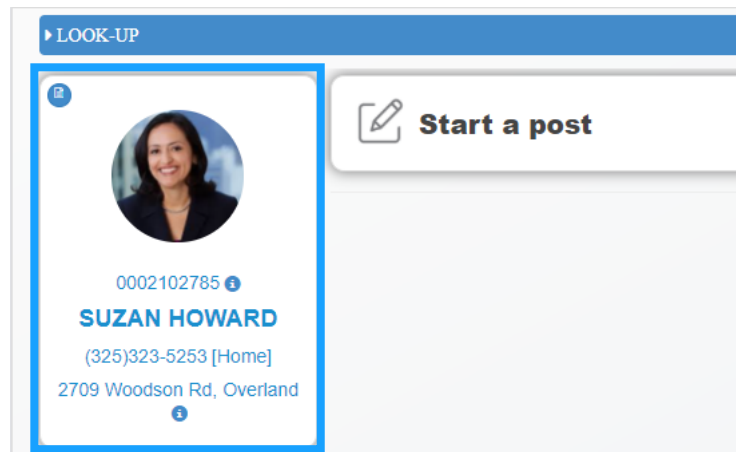 LOOK-UP
Start a post
0002102785
SUZAN HOWARD
(325)323-5253 [Home]
2709 Woodson Rd, Overland